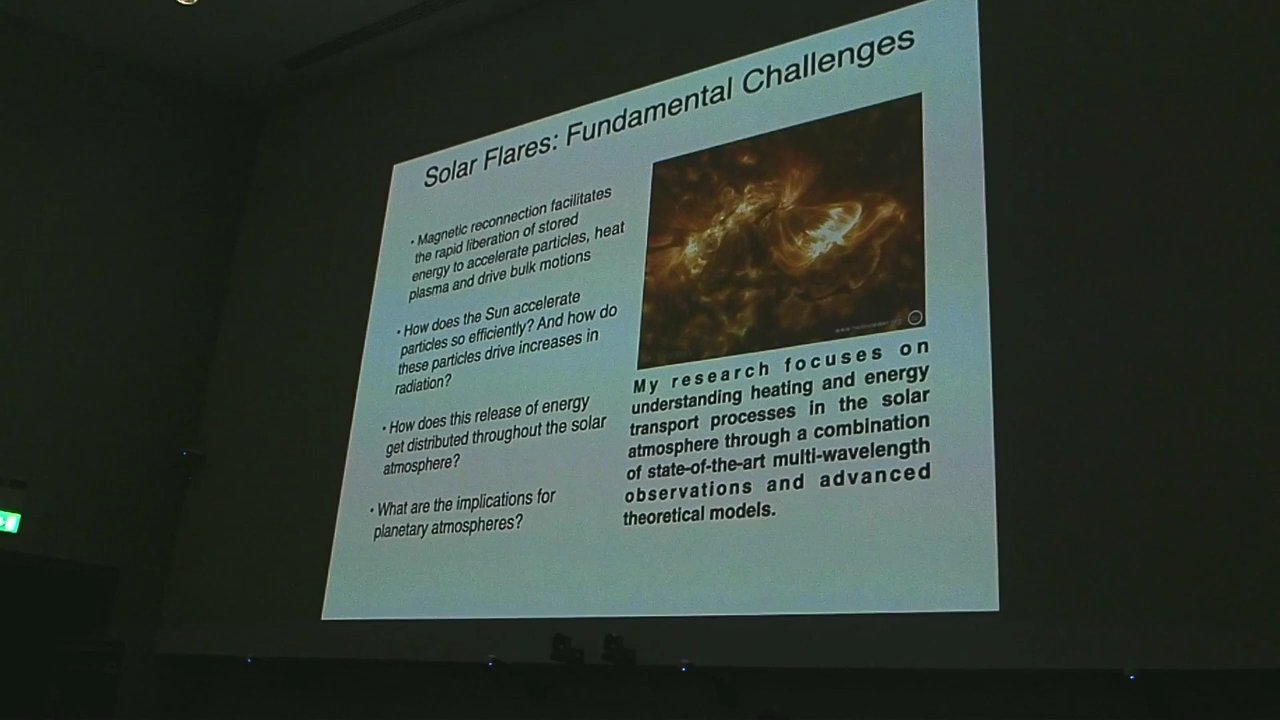 Solar Flares: Fundamental Challenges
• Magnetic reconnection facilitates
the rapid liberation of stored
energy to accelerate particles, heat
plasma and drive bulk motions
• How does the Sun accelerate
particles so efficiently? And how do
these particles drive increases in
radiation?
• How does this release of energy
get distributed throughout the solar
atmosphere?
• What are the implications for
planetary atmospheres?
My research focuses on
understanding heating and energy
transport processes in the solar
atmosphere through a combination
of state-of-the-art multi-wavelength
observations and advanced
theoretical models.